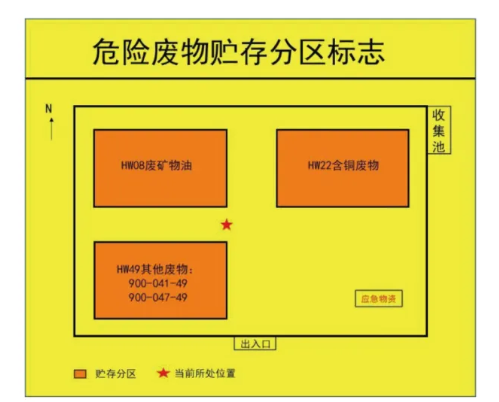 危险废物贮存分区标志
N
收集池
HW08废矿物油
HW22含铜废物
HW49其他废物：
900-041-49
900-047-49
应急物资
出入口
贮存分区
当前所处位置